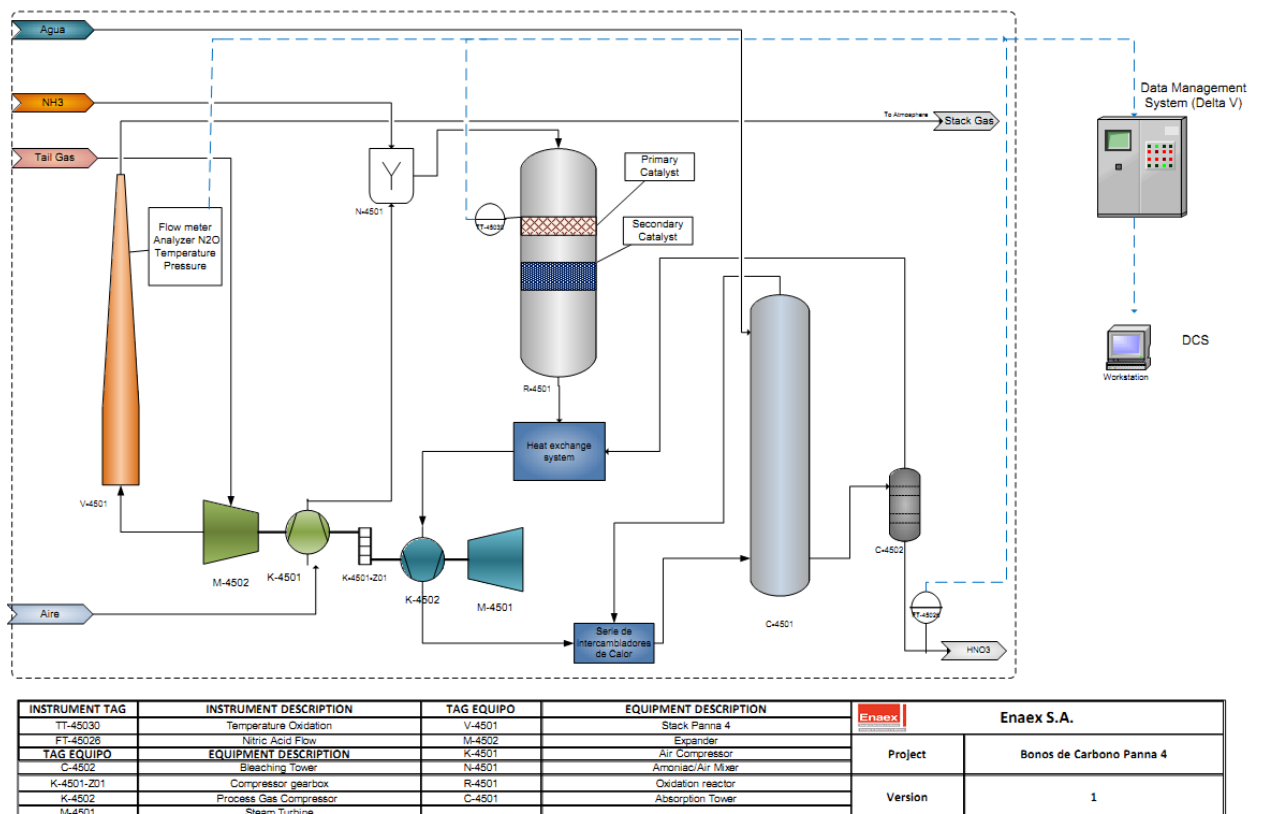 Agua
NH3
Tail Gas
Aire
Flow meter
Analyzer N2O
Temperature
Pressure
V-4501
M-4502
K-4501
K-4501-Z01
K-4502
M-4501
N-4501
TT-45030
Primary
Catalyst
Secondary
Catalyst
R-4501
Heat exchange
system
Serie de
Intercambiadores
de Calor
C-4501
C-4502
FT-45026
HNO3
To Atmosphere
Stack Gas
Data Management
System (Delta V)
DCS
Workstation
INSTRUMENT TAG INSTRUMENT DESCRIPTION TAG EQUIPO EQUIPMENT DESCRIPTION
TT-45030 Temperature Oxidation V-4501 Stack Panna 4
FT-45026 Nitric Acid Flow M-4502 Expander
TAG EQUIPO EQUIPMENT DESCRIPTION K-4501 Air Compressor
C-4502 Bleaching Tower N-4501 Amoniac/Air Mixer
K-4501-Z01 Compressor gearbox R-4501 Oxidation reactor
K-4502 Process Gas Compressor C-4501 Absorption Tower
M-4501 Steam Turbine
Enaex
Enaex S.A.
Project Bonos de Carbono Panna 4
Version 1